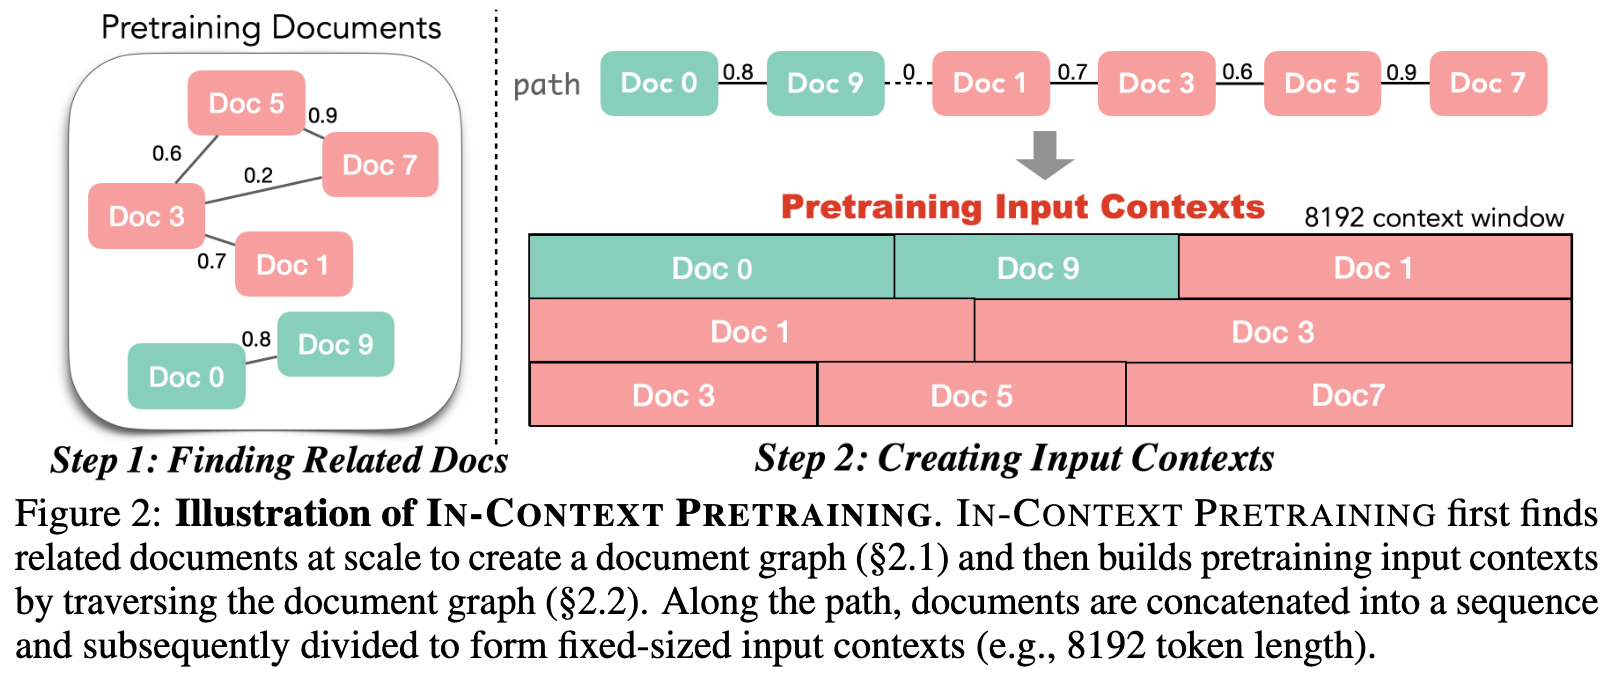 Pretraining Documents
Doc 5
0.9
Doc 7
0.6
0.2
Doc 3
0.7
Doc 1
0.8
Doc 9
Doc 0
Step 1: Finding Related Docs
path Doc 0 0.8 Doc 9 0 Doc 1 0.7 Doc 3 0.6 Doc 5 0.9 Doc 7
Pretraining Input Contexts
8192 context window
Doc 0 Doc 9 Doc 1
Doc 1 Doc 3
Doc 3 Doc 5 Doc7
Step 2: Creating Input Contexts
Figure 2: Illustration of IN-CONTEXT PRETRAINING. IN-CONTEXT PRETRAINING first finds
related documents at scale to create a document graph (§2.1) and then builds pretraining input contexts
by traversing the document graph (§2.2). Along the path, documents are concatenated into a sequence
and subsequently divided to form fixed-sized input contexts (e.g., 8192 token length).